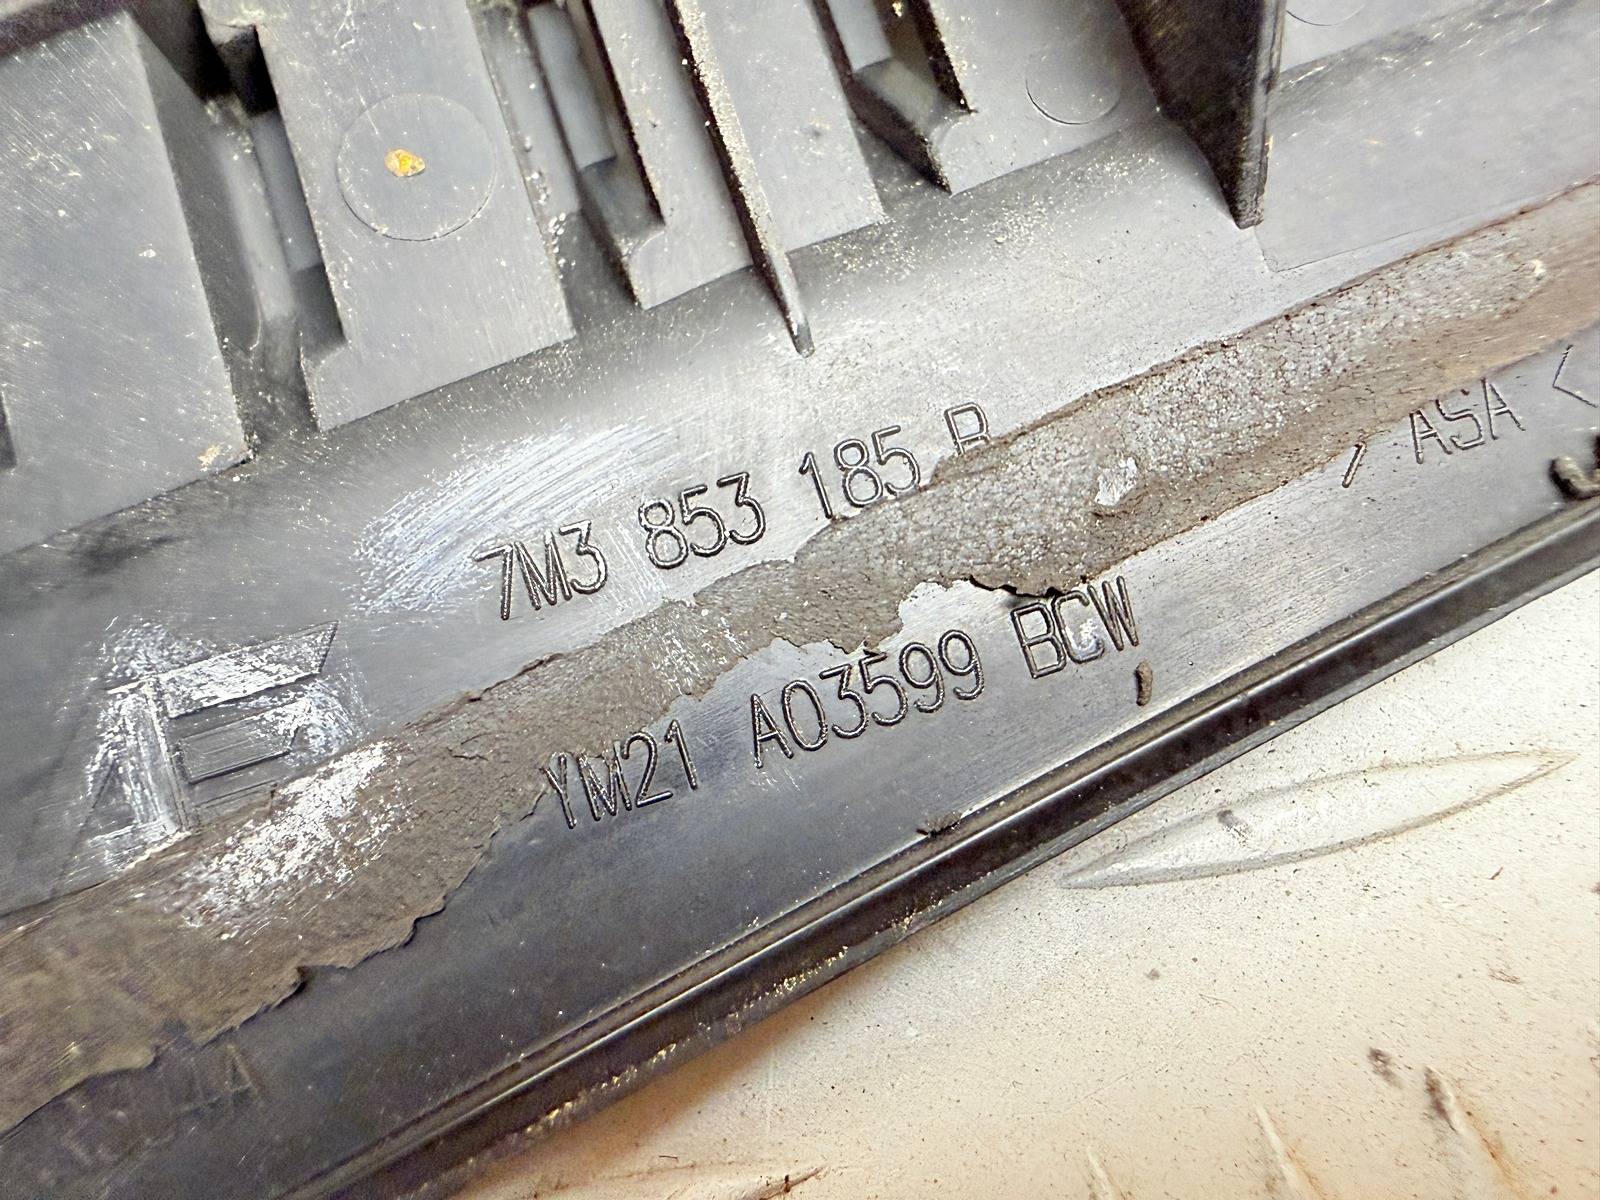 7M3 853 185 B
YM21 A03599 BCW
ASA <